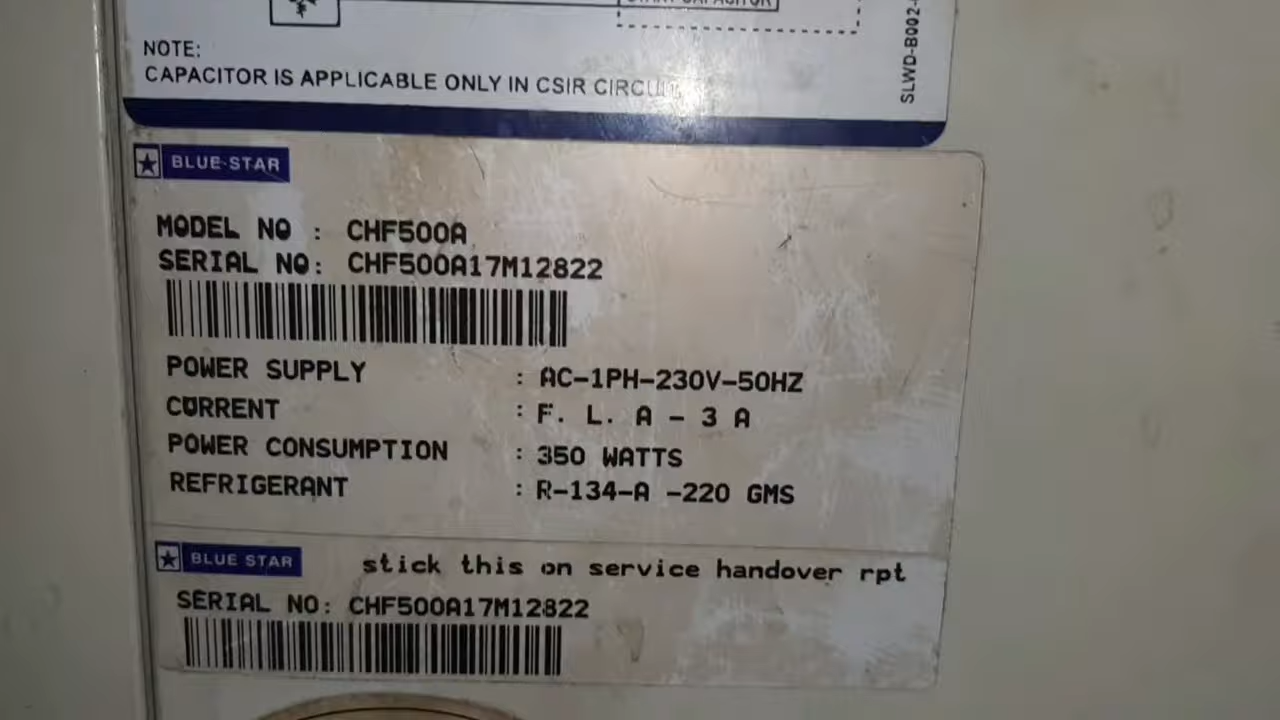 START CAPACITOR
NOTE:
CAPACITOR IS APPLICABLE ONLY IN CSIR CIRCUIT
SLWD-B002-
BLUE STAR
MODEL NO : CHF500A
SERIAL NO: CHF500A17M12822
POWER SUPPLY : AC-1PH-230V-50HZ
CURRENT : F. L. A - 3 A
POWER CONSUMPTION : 350 WATTS
REFRIGERANT : R-134-A -220 GMS
BLUE STAR stick this on service handover rpt
SERIAL NO: CHF500A17M12822